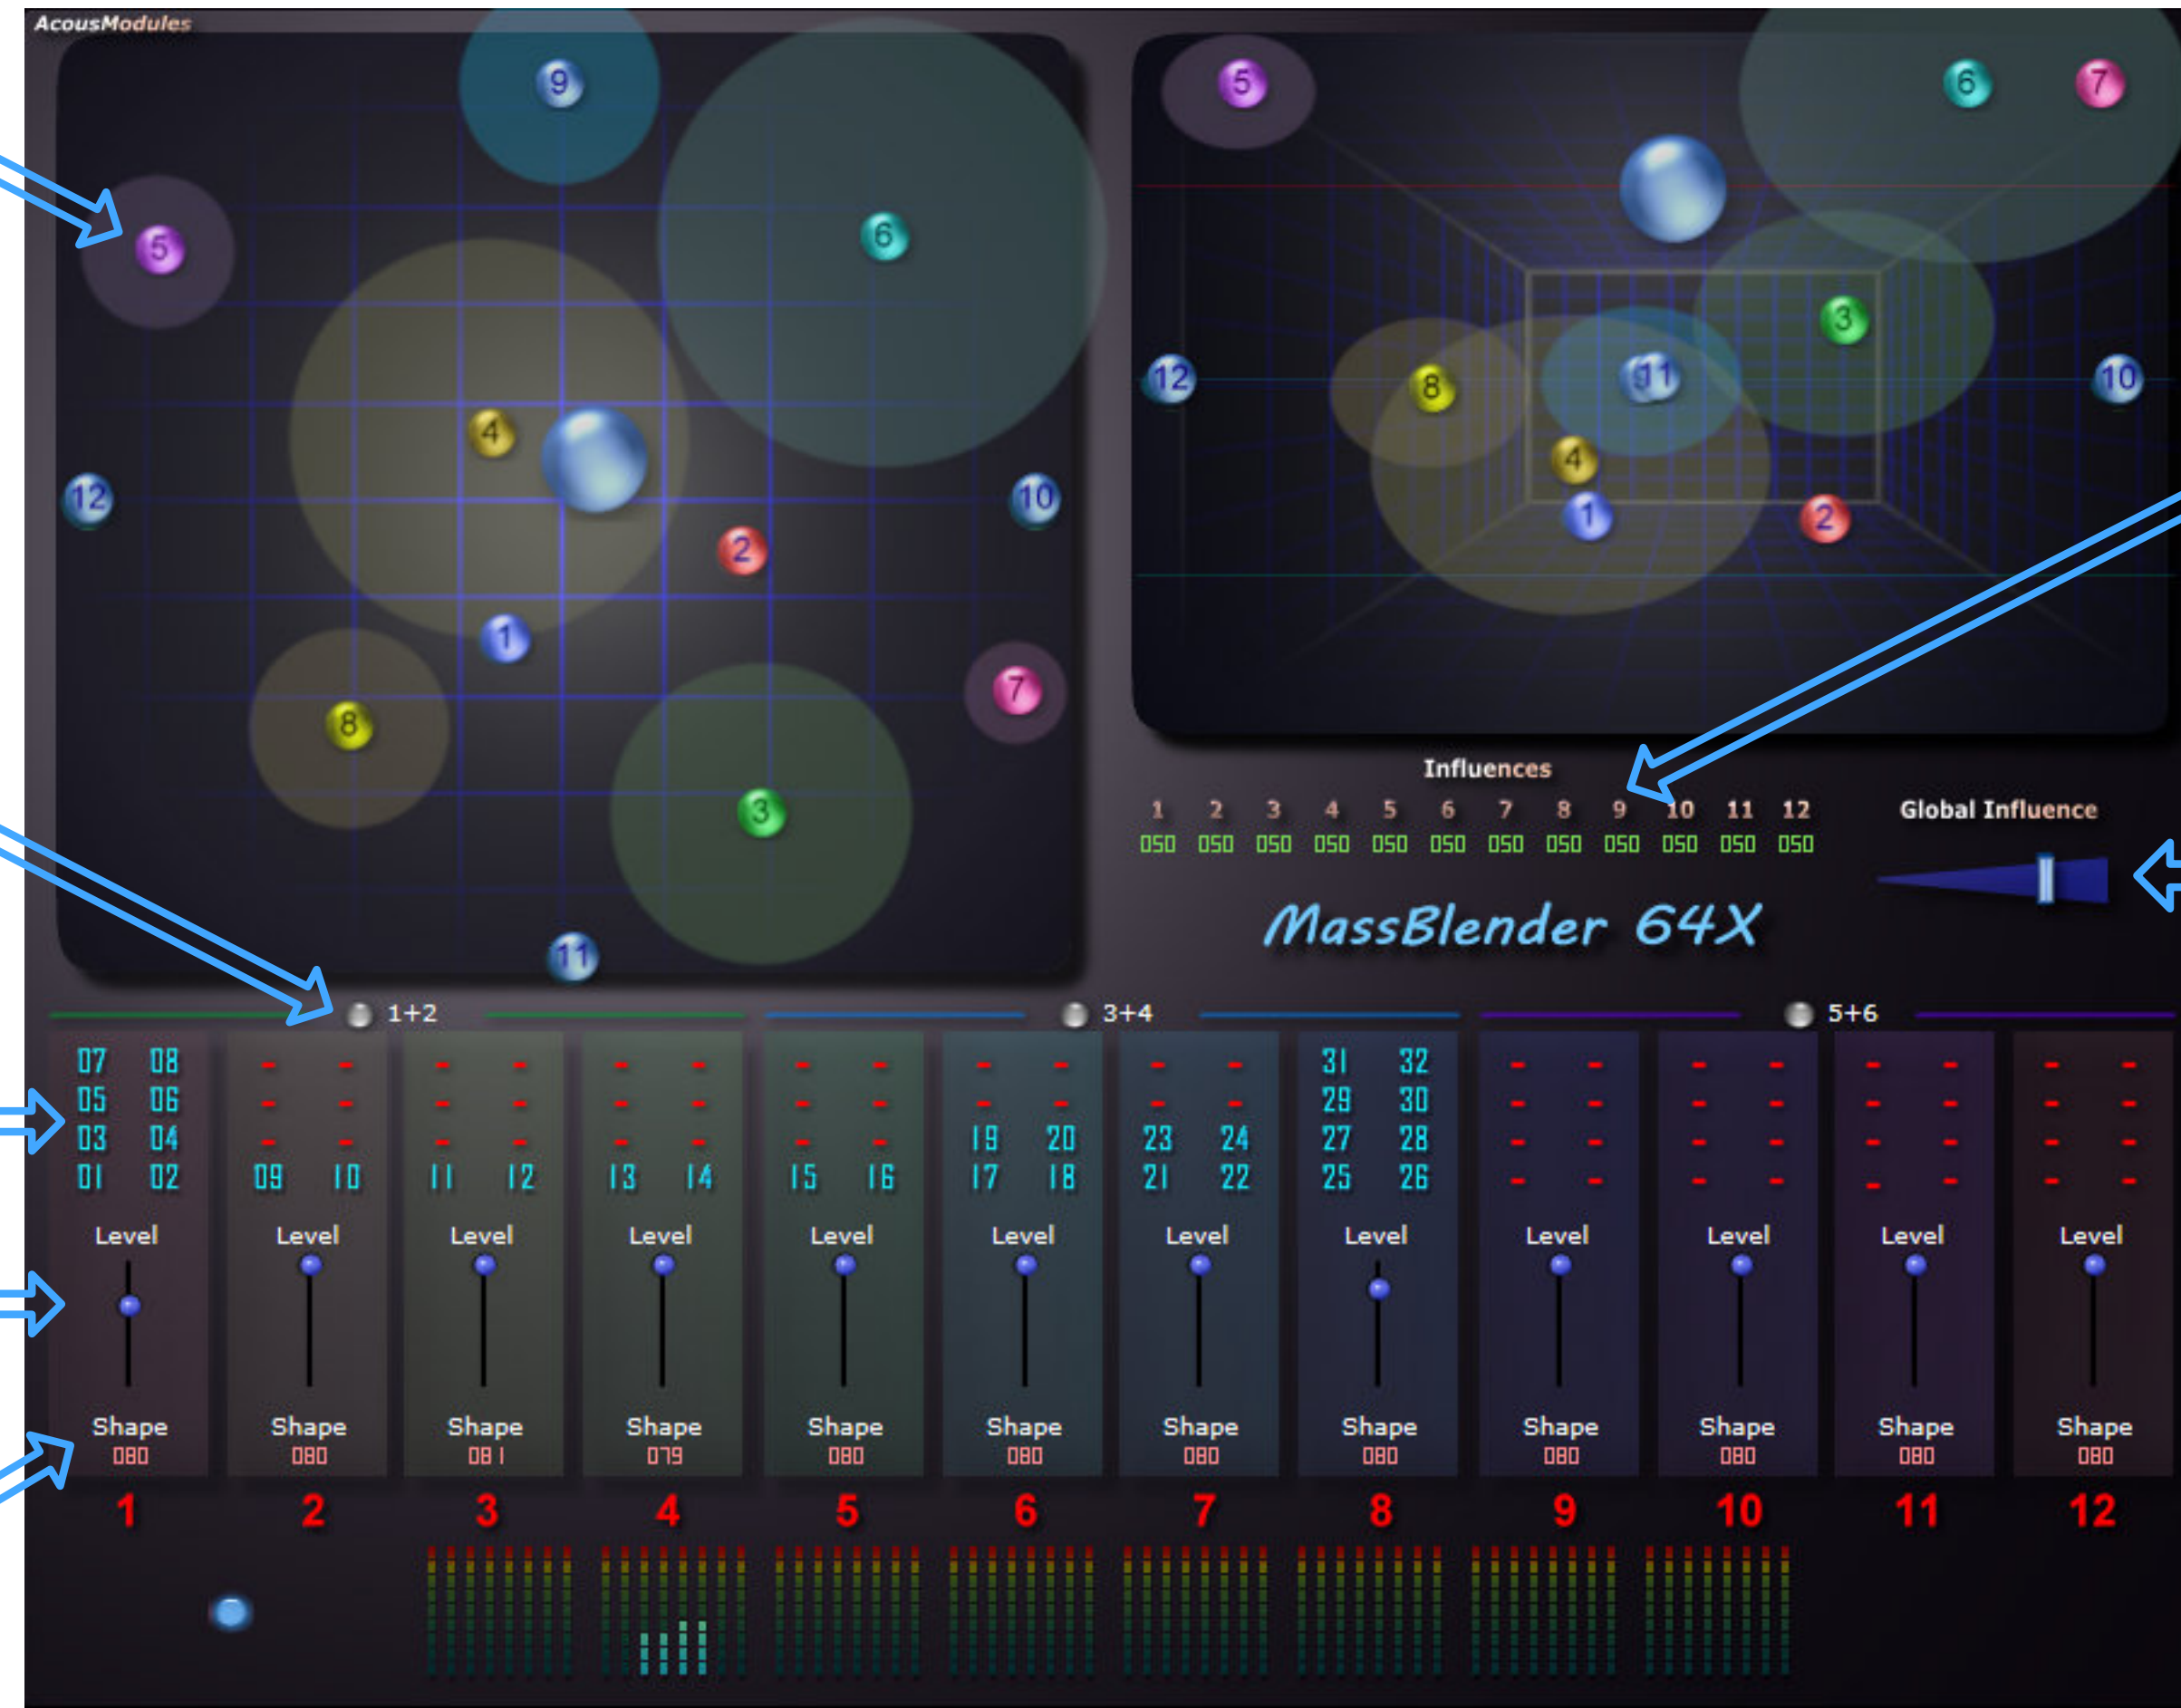 AcousModules
9
5
6
4
12
10
2
1
7
8
3
11
5
6
7
3
12
8
11
10
4
1
2
Influences
1 2 3 4 5 6 7 8 9 10 11 12
050 050 050 050 050 050 050 050 050 050 050 050
Global Influence
MassBlender 64X
1+2
3+4
5+6
07 08 - - - - - - - - - - - - 31 32 - - - - - - - -
05 06 - - - - - - - - - - - - 29 30 - - - - - - - -
03 04 - - - - - - - - 19 20 23 24 27 28 - - - - - - - -
01 02 09 10 11 12 13 14 15 16 17 18 21 22 25 26 - - - - - - - -
Level Level Level Level Level Level Level Level Level Level Level Level
Shape Shape Shape Shape Shape Shape Shape Shape Shape Shape Shape Shape
080 080 081 079 080 080 080 080 080 080 080 080
1 2 3 4 5 6 7 8 9 10 11 12